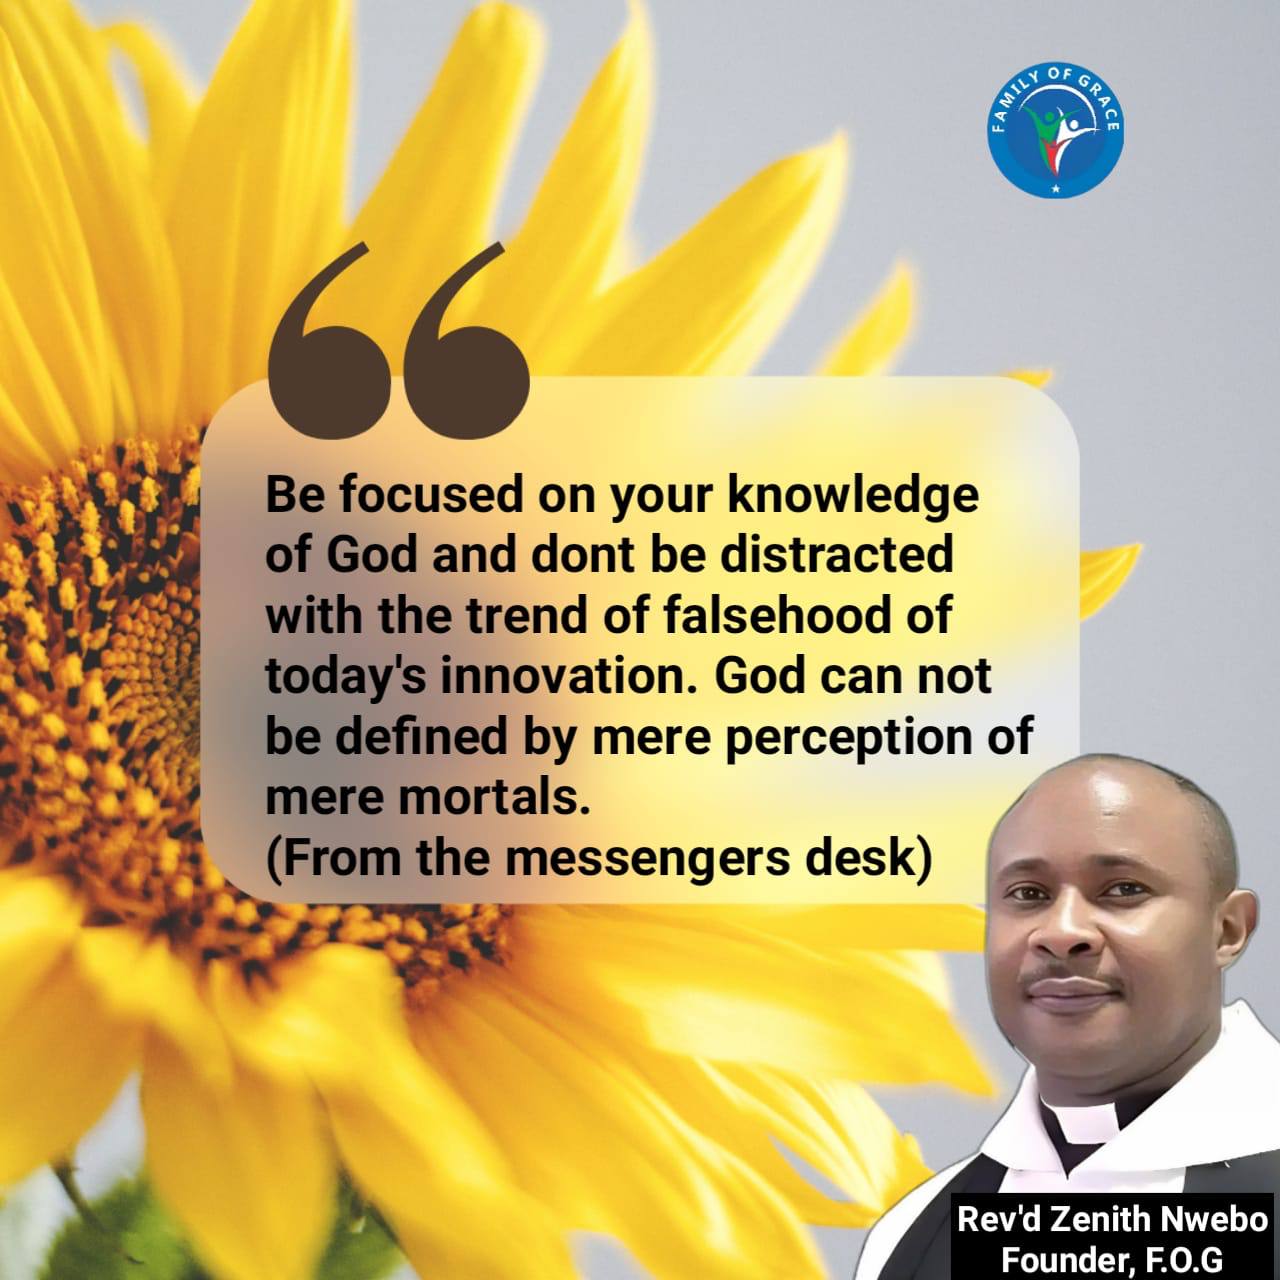 FAMILY OF GRACE
Be focused on your knowledge
of God and dont be distracted
with the trend of falsehood of
today's innovation. God can not
be defined by mere perception of
mere mortals.
(From the messengers desk)
Rev'd Zenith Nwebo
Founder, F.O.G